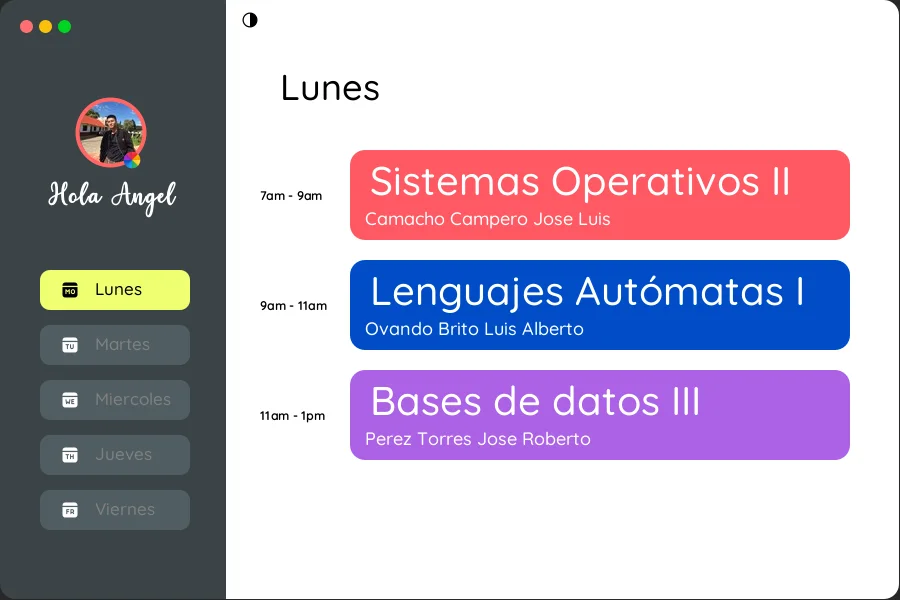 Hola Angel
MO Lunes
TU Martes
WE Miercoles
TH Jueves
FR Viernes
Lunes
7am - 9am
Sistemas Operativos II
Camacho Campero Jose Luis
9am - 11am
Lenguajes Autómatas I
Ovando Brito Luis Alberto
11am - 1pm
Bases de datos III
Perez Torres Jose Roberto